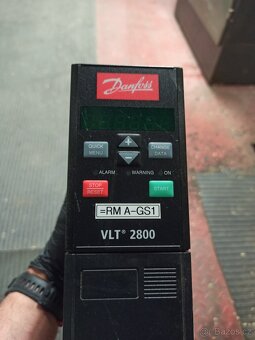 Danfoss
QUICK
MENU
+
−
CHANGE
DATA
ALARM
WARNING
ON
STOP
RESET
START
=RM A-GS1
VLT® 2800